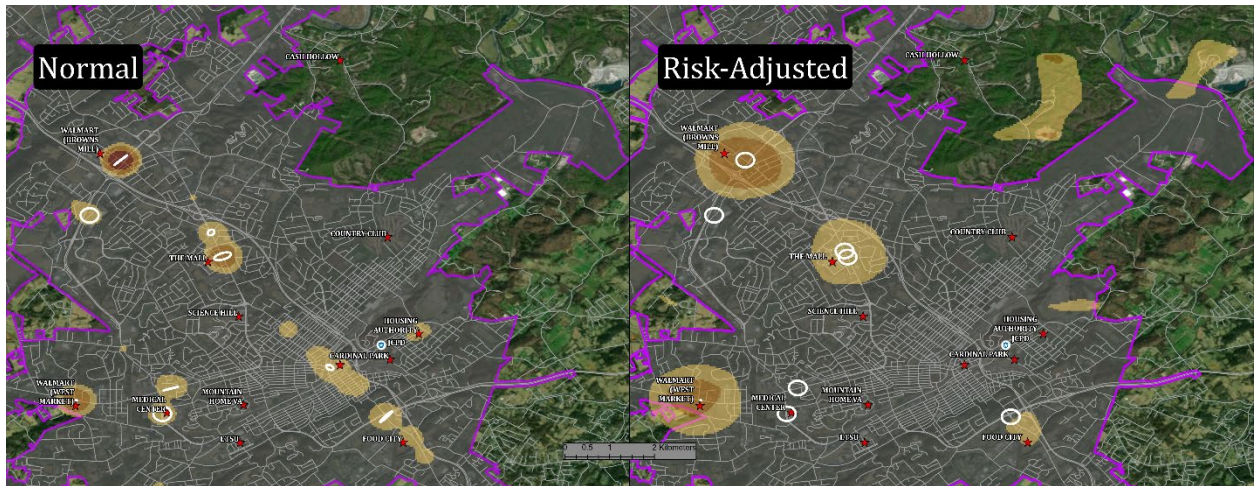 Normal
CASH HOLLOW
WALMART
(BROWNS
MILL)
COUNTRY CLUB
THE MALL
SCIENCE HILL
HOUSING
AUTHORITY
JCPD
CARDINAL PARK
WALMART
(WEST
MARKET)
MEDICAL
CENTER
MOUNTAIN
HOME VA
ETSU
FOOD CITY
0 0.5 1 2 Kilometers
Risk-Adjusted
CASH HOLLOW
WALMART
(BROWNS
MILL)
COUNTRY CLUB
THE MALL
SCIENCE HILL
HOUSING
AUTHORITY
JCPD
CARDINAL PARK
WALMART
(WEST
MARKET)
MEDICAL
CENTER
MOUNTAIN
HOME VA
ETSU
FOOD CITY